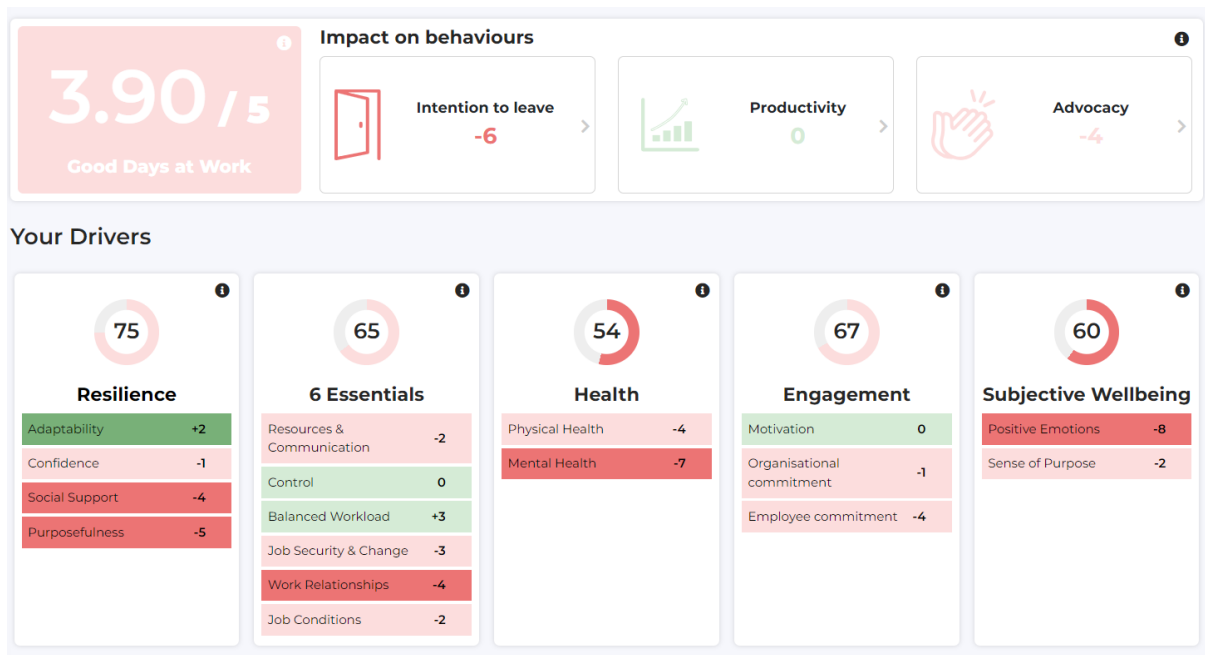 3.90 / 5
Good Days at Work
Impact on behaviours
Intention to leave
-6
Productivity
0
Advocacy
-4
Your Drivers
75
Resilience
Adaptability +2
Confidence -1
Social Support -4
Purposefulness -5
65
6 Essentials
Resources &
Communication -2
Control 0
Balanced Workload +3
Job Security & Change -3
Work Relationships -4
Job Conditions -2
54
Health
Physical Health -4
Mental Health -7
67
Engagement
Motivation 0
Organisational
commitment -1
Employee commitment -4
60
Subjective Wellbeing
Positive Emotions -8
Sense of Purpose -2